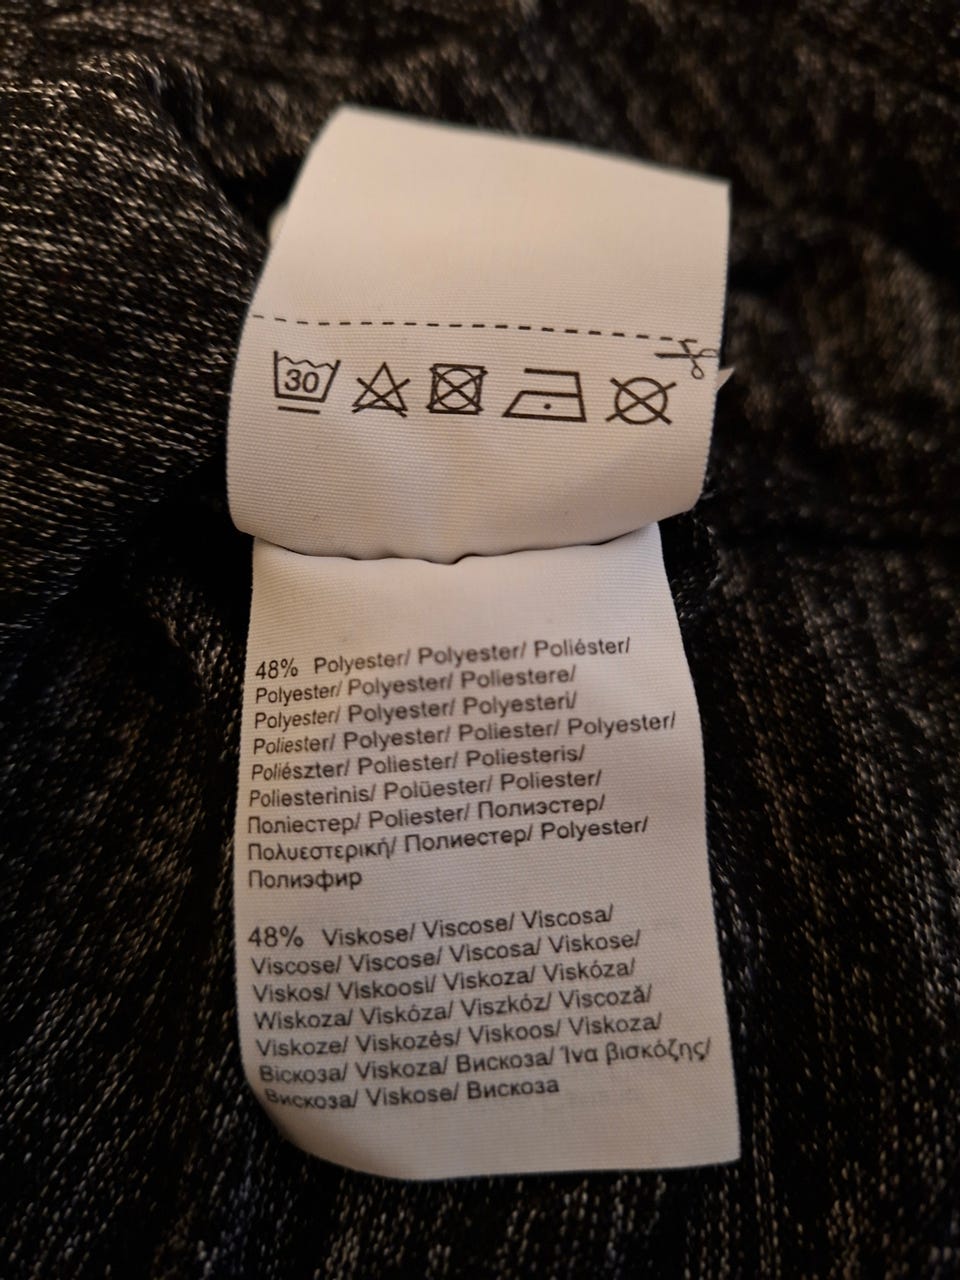 30
48% Polyester/ Polyester/ Poliéster/
Polyester/ Polyester/ Poliestere/
Polyester/ Polyester/ Polyesteri/
Poliester/ Polyester/ Poliester/ Polyester/
Poliészter/ Poliester/ Poliesteris/
Poliesterinis/ Polüester/ Poliester/
Поліестер/ Poliester/ Полиэстер/
Πολυεστερική/ Полиестер/ Polyester/
Полиэфир
48% Viskose/ Viscose/ Viscosa/
Viscose/ Viscose/ Viscosa/ Viskose/
Viskos/ Viskoosi/ Viskoza/ Viskóza/
Wiskoza/ Viskóza/ Viszkóz/ Viscoză/
Viskoze/ Viskozės/ Viskoos/ Viskoza/
Віскоза/ Viskoza/ Вискоза/ Ίνα βισκόζης/
Вискоза/ Viskose/ Вискоза